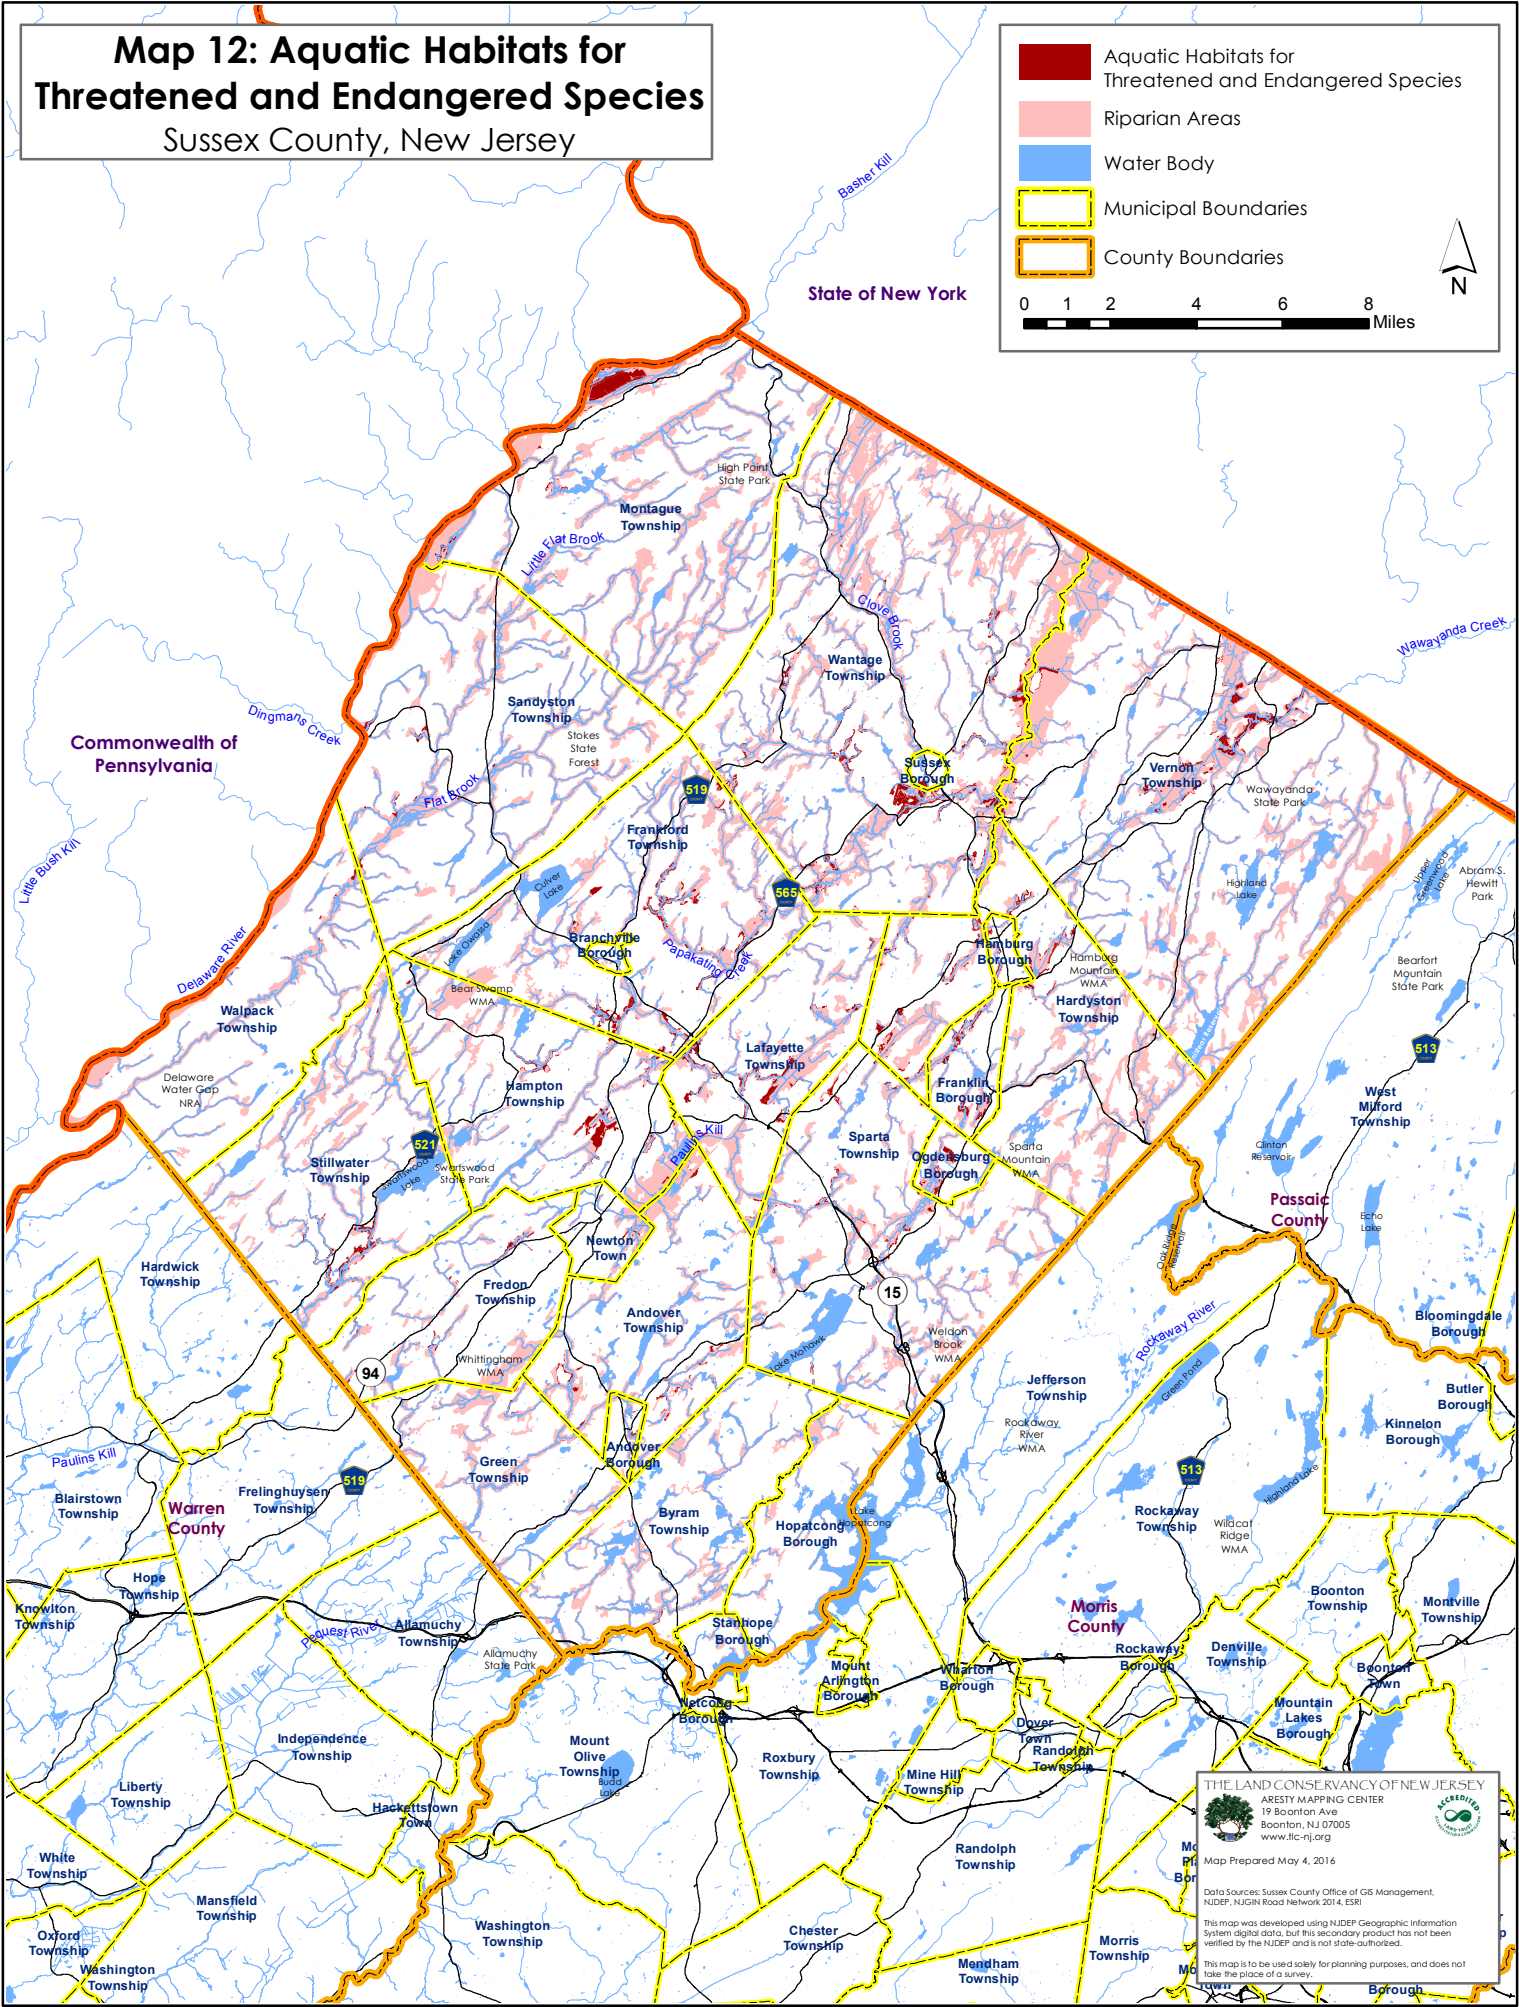 Map 12: Aquatic Habitats for
Threatened and Endangered Species
Sussex County, New Jersey
Aquatic Habitats for
Threatened and Endangered Species
Riparian Areas
Water Body
Municipal Boundaries
County Boundaries
N
0 1 2 4 6 8
Miles
Basher Kill
State of New York
High Point
State Park
Montague
Township
Little Flat Brook
Clove Brook
Wantage
Township
Wawayanda Creek
Sandyston
Township
Stokes
State
Forest
Dingmans Creek
Commonwealth of
Pennsylvania
Sussex
Borough
Vernon
Township
Wawayanda
State Park
519
Flat Brook
Frankford
Township
Little Bush Kill
Culver
Lake
565
Highland
Lake
Upper
Greenwood
Lake
Abram S.
Hewitt
Park
Lake Owassa
Branchville
Borough
Papakating Creek
Hamburg
Borough
Hamburg
Mountain
WMA
Bearfort
Mountain
State Park
Delaware River
Bear Swamp
WMA
Hardyston
Township
Walpack
Township
Lafayette
Township
513
Delaware
Water Gap
NRA
Hampton
Township
Franklin
Borough
West
Milford
Township
521
Paulins Kill
Sparta
Township
Ogdensburg
Borough
Sparta
Mountain
WMA
Clinton
Reservoir
Stillwater
Township
Swartswood
Lake
Swartswood
State Park
Passaic
County
Echo
Lake
Oak Ridge
Reservoir
Newton
Town
Hardwick
Township
Fredon
Township
15
Andover
Township
Rockaway River
Bloomingdale
Borough
Lake Mohawk
Weldon
Brook
WMA
94
Whittingham
WMA
Green Pond
Jefferson
Township
Butler
Borough
Rockaway
River
WMA
Kinnelon
Borough
Paulins Kill
Andover
Borough
Green
Township
513
519
Highland Lake
Blairstown
Township
Frelinghuysen
Township
Warren
County
Byram
Township
Hopatcong
Borough
Lake
Hopatcong
Rockaway
Township
Wildcat
Ridge
WMA
Hope
Township
Knowlton
Township
Boonton
Township
Montville
Township
Morris
County
Pequest River
Allamuchy
Township
Stanhope
Borough
Allamuchy
State Park
Rockaway
Borough
Denville
Township
Boonton
Town
Mount
Arlington
Borough
Wharton
Borough
Netcong
Borough
Mountain
Lakes
Borough
Dover
Town
Randolph
Township
Independence
Township
Mount
Olive
Township
Budd
Lake
Roxbury
Township
Mine Hill
Township
Liberty
Township
Hackettstown
Town
Randolph
Township
White
Township
Mansfield
Township
Washington
Township
Oxford
Township
Washington
Township
Chester
Township
Mendham
Township
Morris
Township
Borough
THE LAND CONSERVANCY OF NEW JERSEY
ARESTY MAPPING CENTER
19 Boonton Ave
Boonton, NJ 07005
www.tlc-nj.org
ACCREDITED
Map Prepared May 4, 2016
Data Sources: Sussex County Office of GIS Management,
NJDEP, NJGIN Road Network 2014, ESRI
This map was developed using NJDEP Geographic Information
System digital data, but this secondary product has not been
verified by the NJDEP and is not state-authorized.
This map is to be used solely for planning purposes, and does not
take the place of a survey.